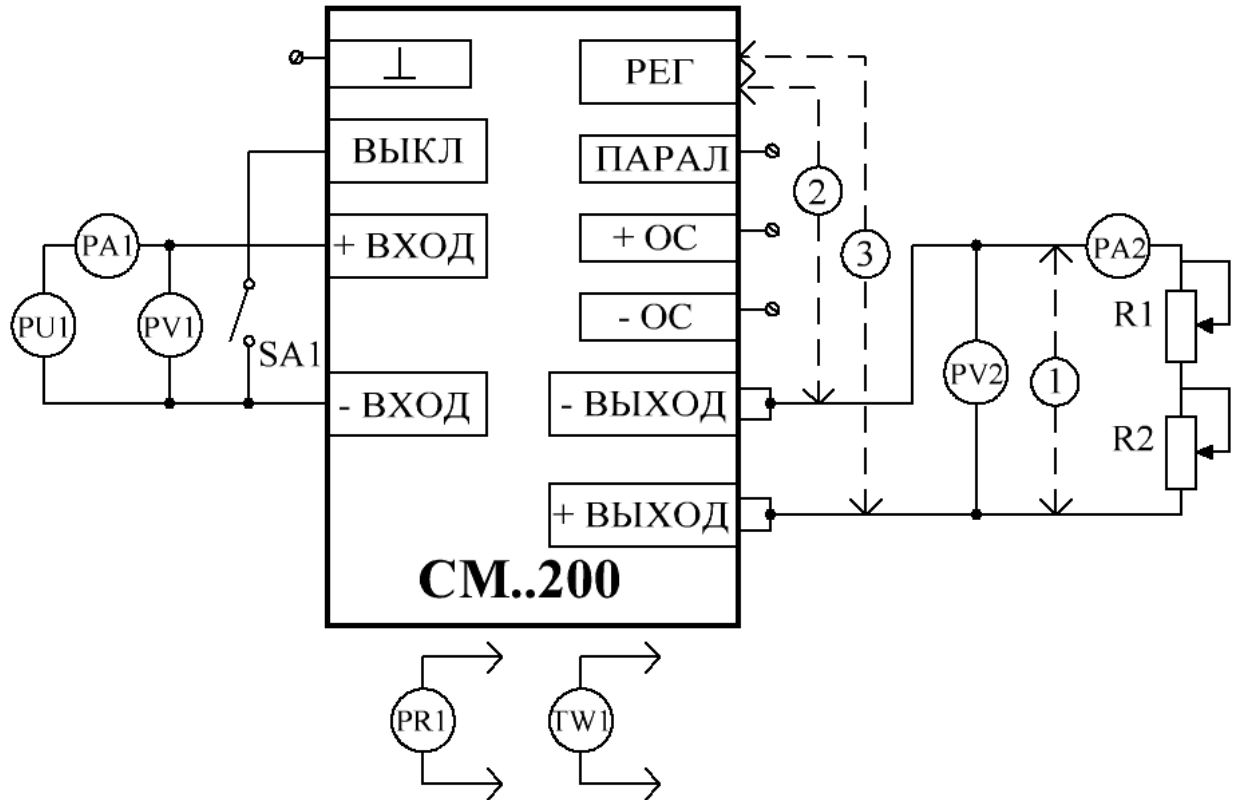 ⊥
РЕГ
ВЫКЛ
ПАРАЛ
2
+ ВХОД
+ ОС
3
PA1
PA2
PU1
PV1
SA1
- ОС
R1
- ВХОД
- ВЫХОД
PV2
1
R2
+ ВЫХОД
СМ..200
PR1
TW1